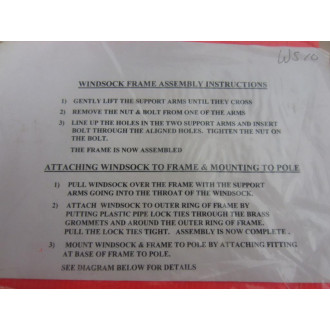 WINDSOCK FRAME ASSEMBLY INSTRUCTIONS
1) GENTLY LIFT THE SUPPORT ARMS UNTIL THEY CROSS
2) REMOVE THE NUT & BOLT FROM ONE OF THE ARMS
3) LINE UP THE HOLES IN THE TWO SUPPORT ARMS AND INSERT
BOLT THROUGH THE ALIGNED HOLES. TIGHTEN THE NUT ON
THE BOLT.
THE FRAME IS NOW ASSEMBLED
ATTACHING WINDSOCK TO FRAME & MOUNTING TO POLE
1) PULL WINDSOCK OVER THE FRAME WITH THE SUPPORT
ARMS GOING INTO THE THROAT OF THE WINDSOCK.
2) ATTACH WINDSOCK TO OUTER RING OF FRAME BY
PUTTING PLASTIC PIPE LOCK TIES THROUGH THE BRASS
GROMMETS AND AROUND THE OUTER RING OF FRAME.
PULL THE LOCK TIES TIGHT. ASSEMBLY IS NOW COMPLETE.
3) MOUNT WINDSOCK & FRAME TO POLE BY ATTACHING FITTING
AT BASE OF FRAME TO POLE.
SEE DIAGRAM BELOW FOR DETAILS